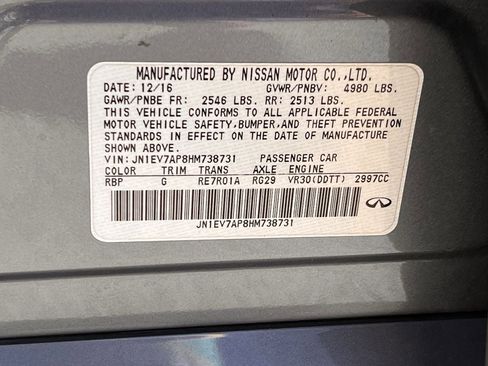 MANUFACTURED BY NISSAN MOTOR CO.,LTD.
DATE: 12/16 GVWR/PNBV: 4980 LBS.
GAWR/PNBE FR: 2546 LBS. RR: 2513 LBS.
THIS VEHICLE CONFORMS TO ALL APPLICABLE FEDERAL
MOTOR VEHICLE SAFETY, BUMPER, AND THEFT PREVENTION
STANDARDS IN EFFECT ON THE DATE OF MANUFACTURE
SHOWN ABOVE.
VIN: JN1EV7AP8HM738731 PASSENGER CAR
COLOR TRIM TRANS AXLE ENGINE
RBP G RE7R01A RG29 VR30(DDTT) 2997CC
JN1EV7AP8HM738731